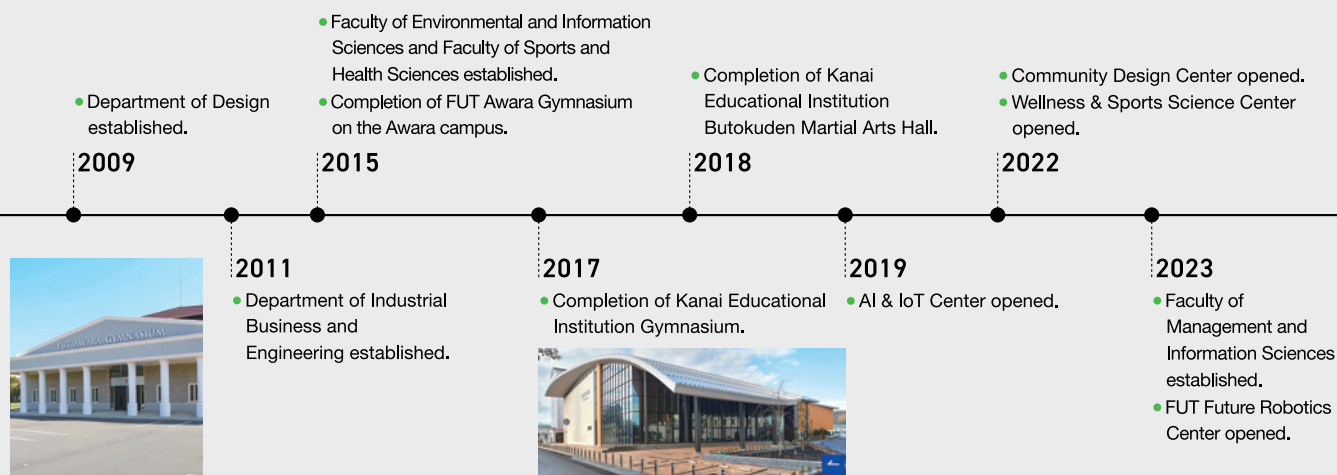 ● Department of Design
established.
2009
● Faculty of Environmental and Information
Sciences and Faculty of Sports and
Health Sciences established.
● Completion of FUT Awara Gymnasium
on the Awara campus.
2015
● Completion of Kanai
Educational Institution
Butokuden Martial Arts Hall.
2018
● Community Design Center opened.
● Wellness & Sports Science Center
opened.
2022
FUT AWARA GYMNASIUM
2011
● Department of Industrial
Business and
Engineering established.
2017
● Completion of Kanai Educational
Institution Gymnasium.
2019
● AI & IoT Center opened.
2023
● Faculty of
Management and
Information Sciences
established.
● FUT Future Robotics
Center opened.